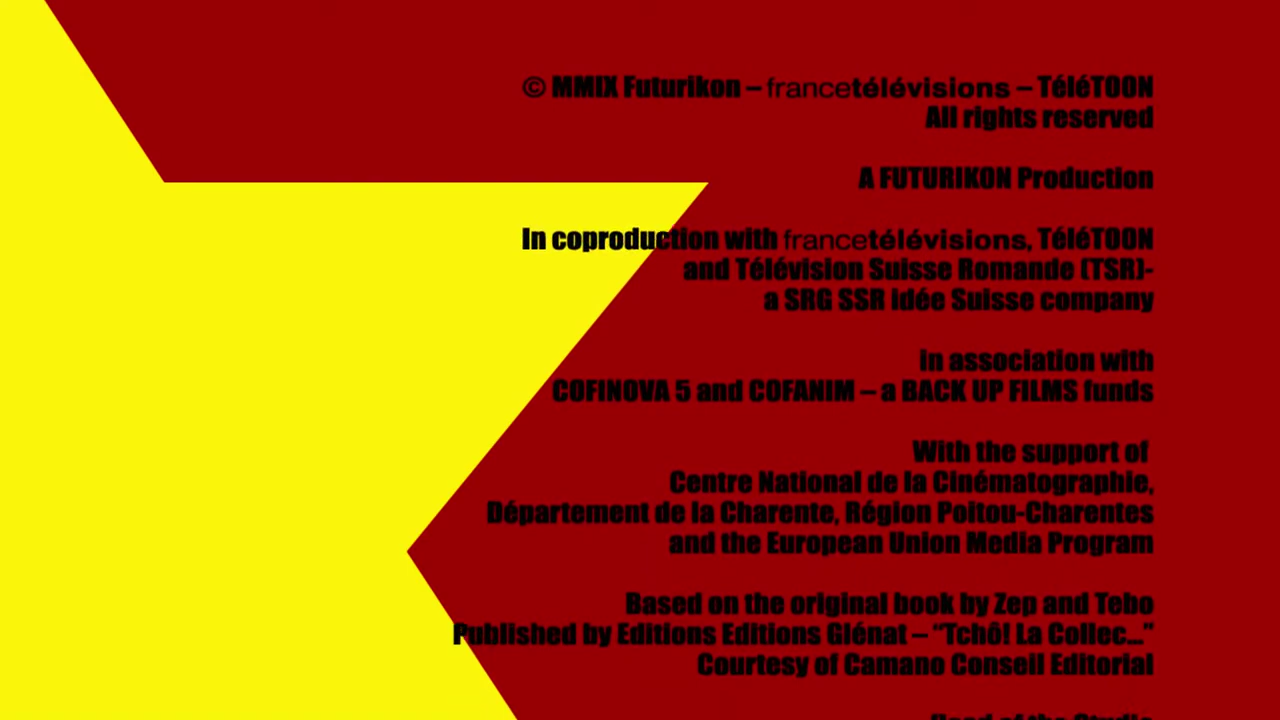 © MMIX Futurikon – francetélévisions – TéléTOON
All rights reserved
A FUTURIKON Production
In coproduction with francetélévisions, TéléTOON
and Télévision Suisse Romande (TSR)-
a SRG SSR idée Suisse company
In association with
COFINOVA 5 and COFANIM – a BACK UP FILMS funds
With the support of
Centre National de la Cinématographie,
Département de la Charente, Région Poitou-Charentes
and the European Union Media Program
Based on the original book by Zep and Tebo
Published by Editions Editions Glénat – “Tchô! La Collec...”
Courtesy of Camano Conseil Editorial
Head of the Studio